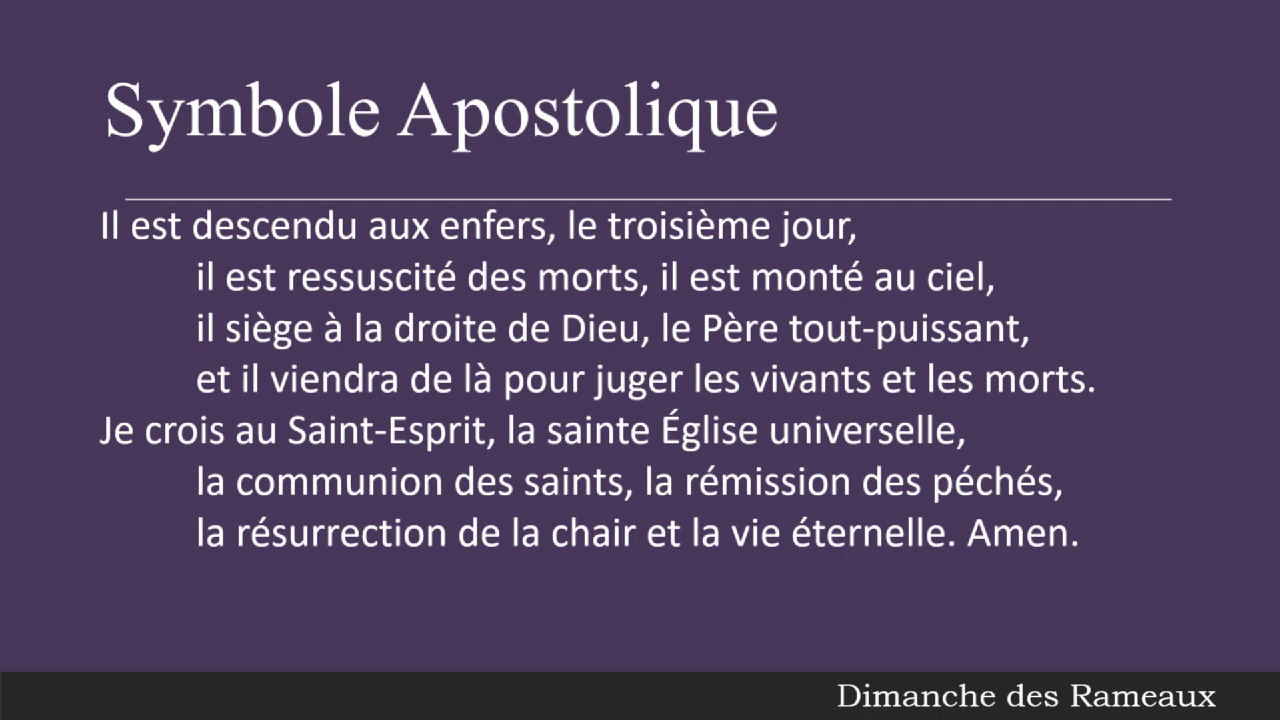 Symbole Apostolique
Il est descendu aux enfers, le troisième jour,
il est ressuscité des morts, il est monté au ciel,
il siège à la droite de Dieu, le Père tout-puissant,
et il viendra de là pour juger les vivants et les morts.
Je crois au Saint-Esprit, la sainte Église universelle,
la communion des saints, la rémission des péchés,
la résurrection de la chair et la vie éternelle. Amen.
Dimanche des Rameaux